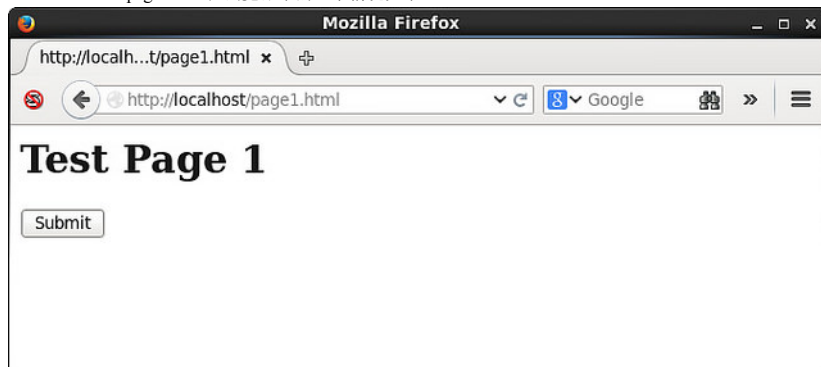 Mozilla Firefox
http://localh...t/page1.html
http://localhost/page1.html
Google
Test Page 1
Submit